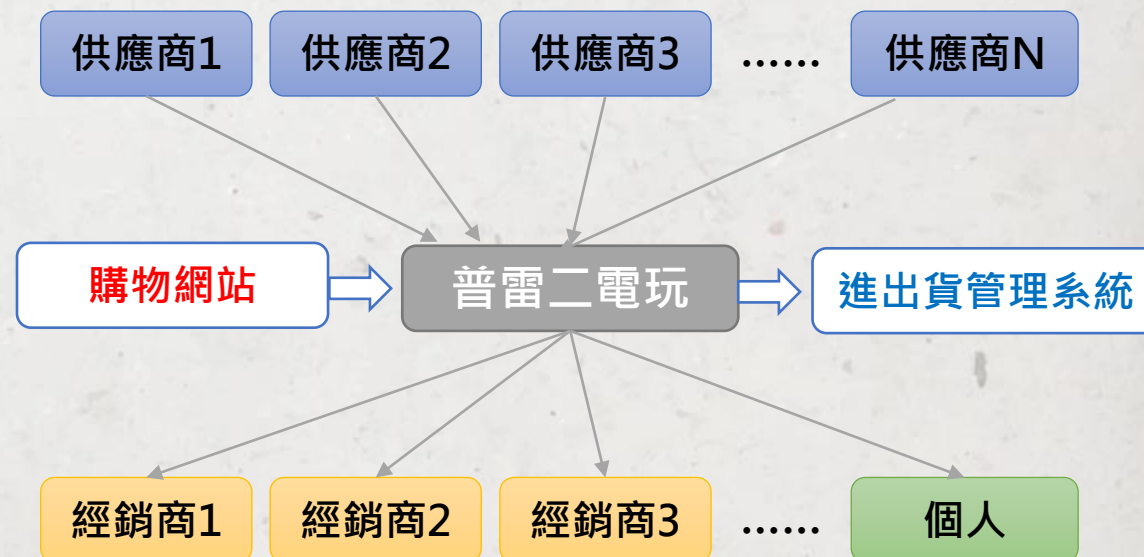 供應商1 供應商2 供應商3 …… 供應商N
購物網站 普雷二電玩 進出貨管理系統
經銷商1 經銷商2 經銷商3 …… 個人